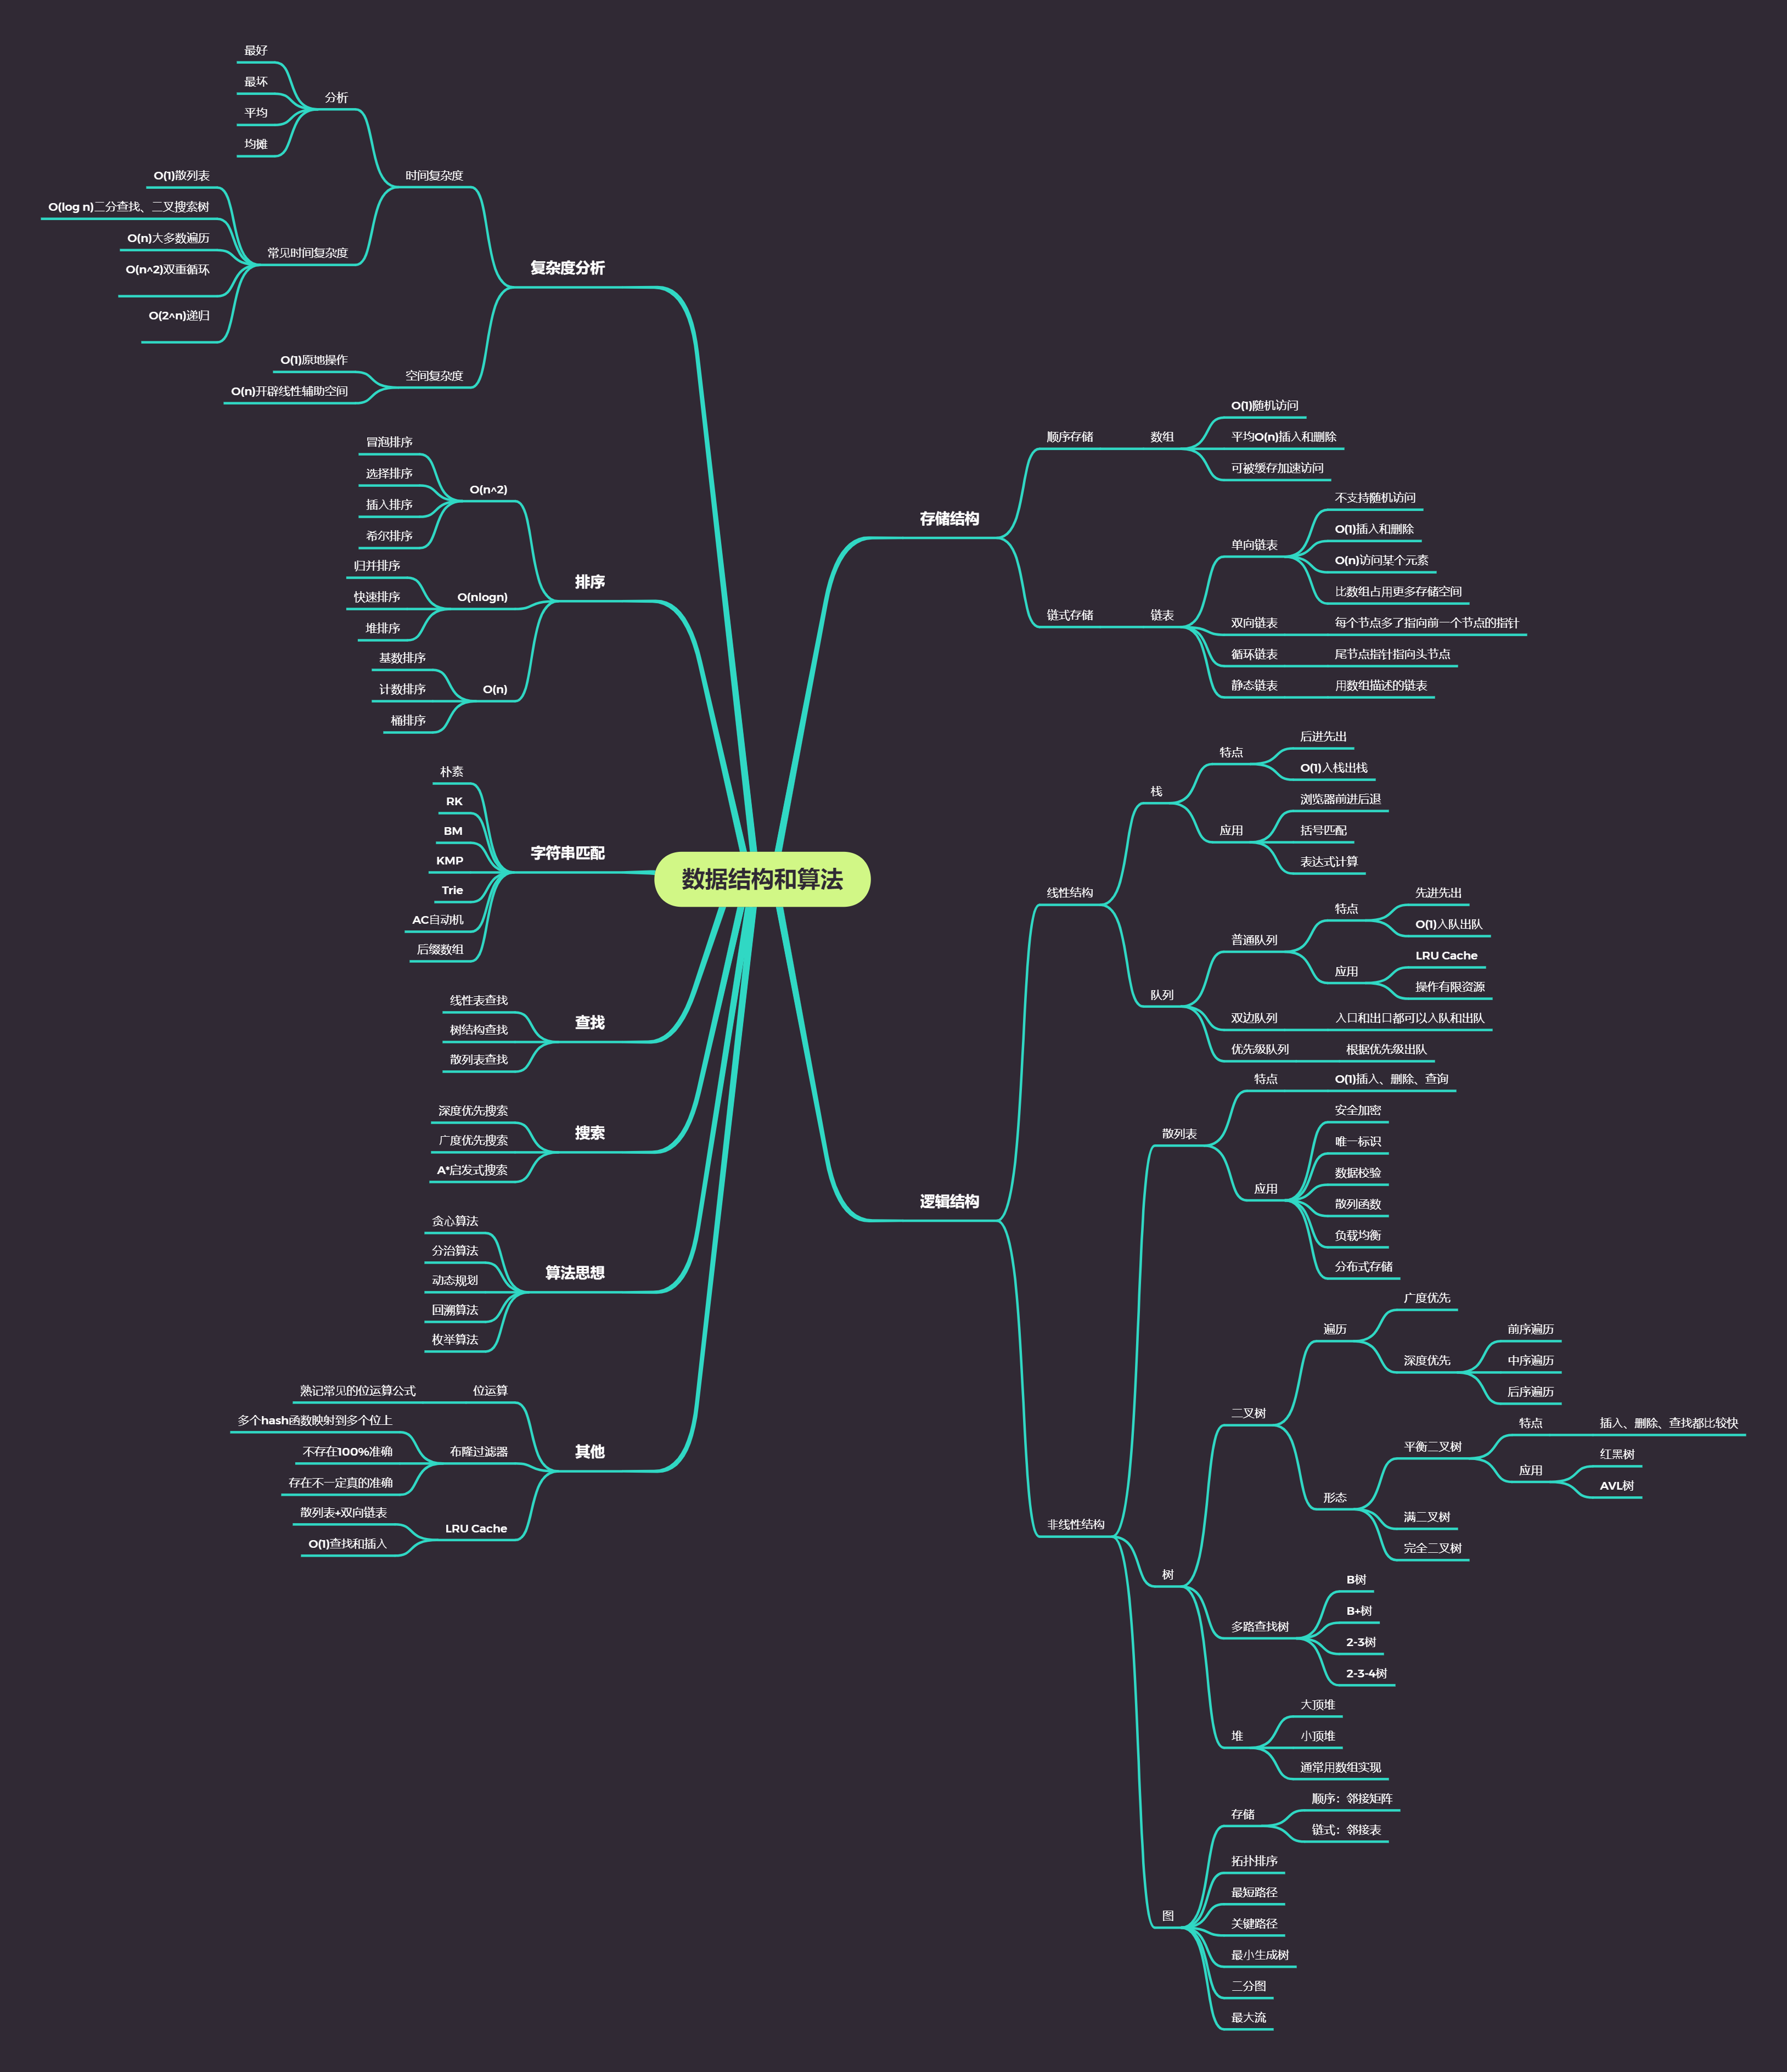 数据结构和算法
复杂度分析
时间复杂度
分析
最好
最坏
平均
均摊
常见时间复杂度
O(1)散列表
O(log n)二分查找、二叉搜索树
O(n)大多数遍历
O(n^2)双重循环
O(2^n)递归
空间复杂度
O(1)原地操作
O(n)开辟线性辅助空间
排序
O(n^2)
冒泡排序
选择排序
插入排序
希尔排序
O(nlogn)
归并排序
快速排序
堆排序
O(n)
基数排序
计数排序
桶排序
字符串匹配
朴素
RK
BM
KMP
Trie
AC自动机
后缀数组
查找
线性表查找
树结构查找
散列表查找
搜索
深度优先搜索
广度优先搜索
A*启发式搜索
算法思想
贪心算法
分治算法
动态规划
回溯算法
枚举算法
其他
位运算
熟记常见的位运算公式
布隆过滤器
多个hash函数映射到多个位上
不存在100%准确
存在不一定真的准确
LRU Cache
散列表+双向链表
O(1)查找和插入
存储结构
顺序存储
数组
O(1)随机访问
平均O(n)插入和删除
可被缓存加速访问
链式存储
链表
单向链表
不支持随机访问
O(1)插入和删除
O(n)访问某个元素
比数组占用更多存储空间
双向链表
每个节点多了指向前一个节点的指针
循环链表
尾节点指针指向头节点
静态链表
用数组描述的链表
逻辑结构
线性结构
栈
特点
后进先出
O(1)入栈出栈
应用
浏览器前进后退
括号匹配
表达式计算
队列
普通队列
特点
先进先出
O(1)入队出队
应用
LRU Cache
操作有限资源
双边队列
入口和出口都可以入队和出队
优先级队列
根据优先级出队
非线性结构
散列表
特点
O(1)插入、删除、查询
应用
安全加密
唯一标识
数据校验
散列函数
负载均衡
分布式存储
树
二叉树
遍历
广度优先
深度优先
前序遍历
中序遍历
后序遍历
形态
平衡二叉树
特点
插入、删除、查找都比较快
应用
红黑树
AVL树
满二叉树
完全二叉树
多路查找树
B树
B+树
2-3树
2-3-4树
堆
大顶堆
小顶堆
通常用数组实现
图
存储
顺序：邻接矩阵
链式：邻接表
拓扑排序
最短路径
关键路径
最小生成树
二分图
最大流